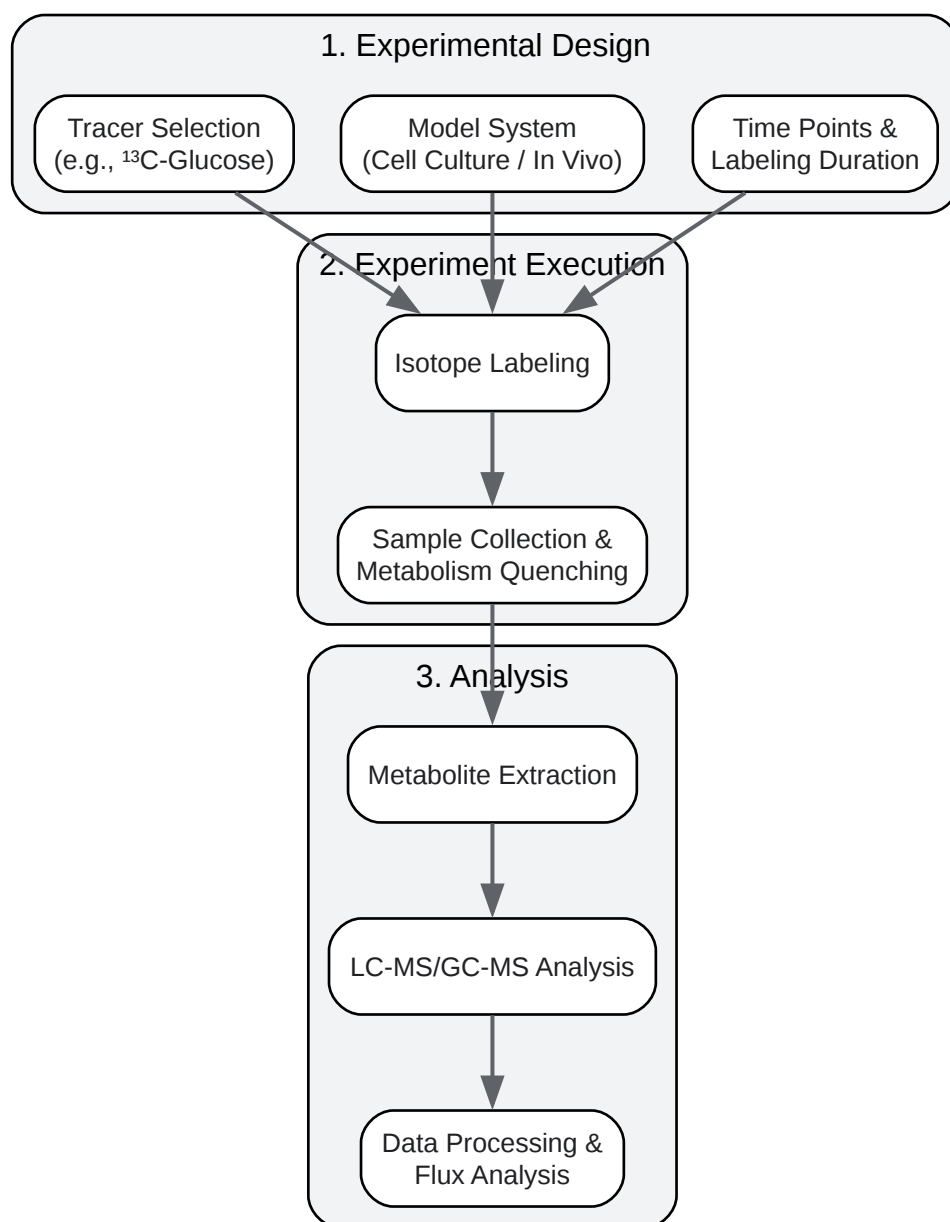 1. Experimental Design
Tracer Selection
(e.g., ¹³C-Glucose)
Model System
(Cell Culture / In Vivo)
Time Points &
Labeling Duration
2. Experiment Execution
Isotope Labeling
Sample Collection &
Metabolism Quenching
3. Analysis
Metabolite Extraction
LC-MS/GC-MS Analysis
Data Processing &
Flux Analysis